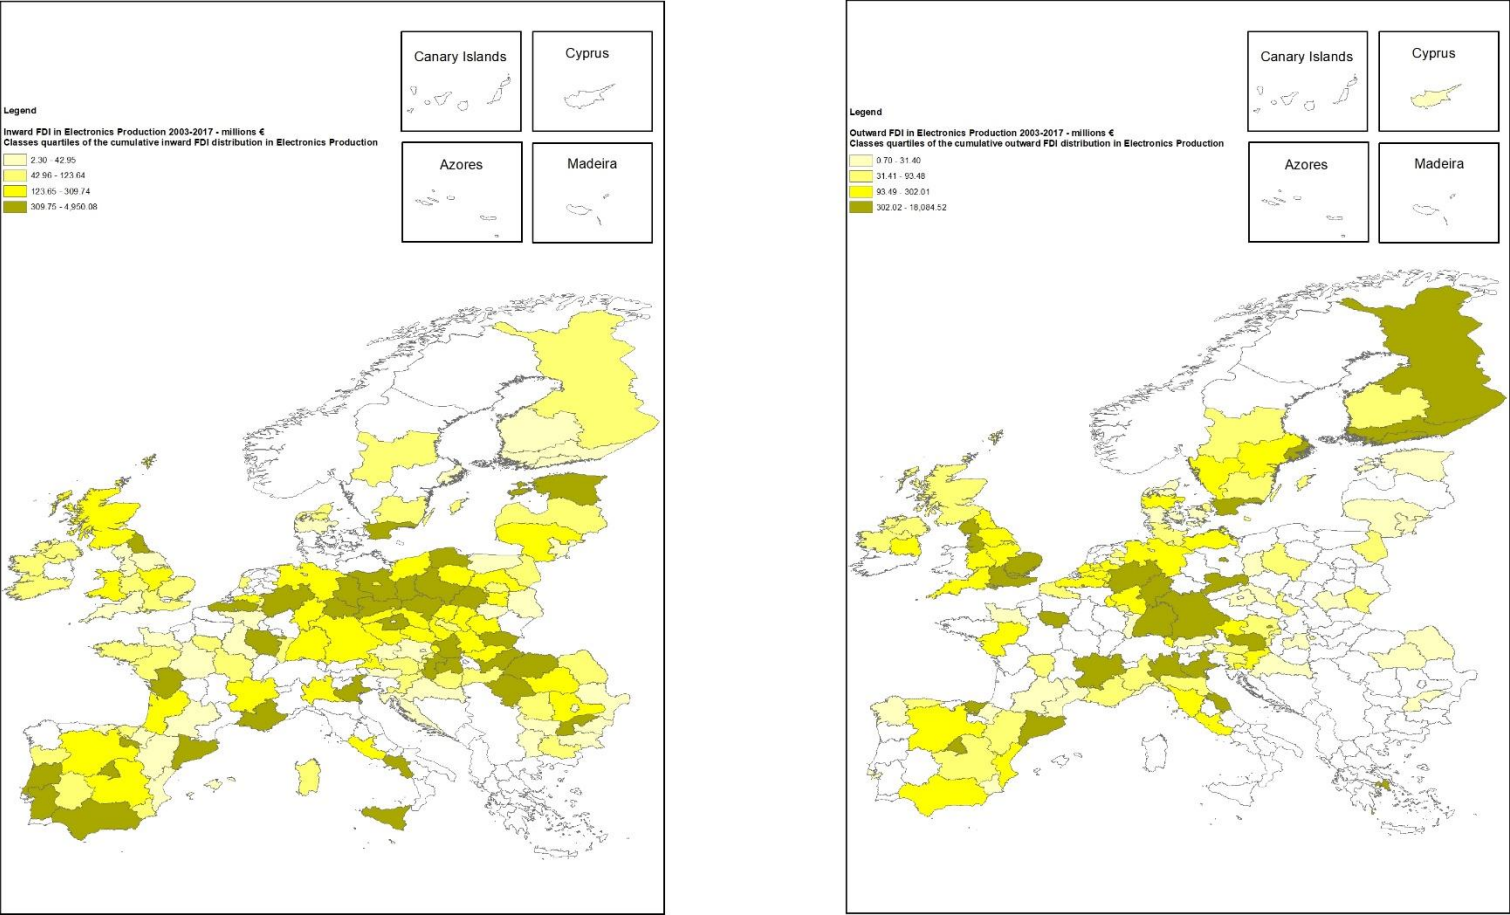 Canary Islands
Cyprus
Legend
Inward FDI in Electronics Production 2003-2017 - millions €
Classes quartiles of the cumulative inward FDI distribution in Electronics Production
2.30 - 42.95
42.96 - 123.64
123.65 - 309.74
309.75 - 4,950.08
Azores
Madeira
Canary Islands
Cyprus
Legend
Outward FDI in Electronics Production 2003-2017 - millions €
Classes quartiles of the cumulative outward FDI distribution in Electronics Production
0.70 - 31.40
31.41 - 93.48
93.49 - 302.01
302.02 - 18,084.52
Azores
Madeira